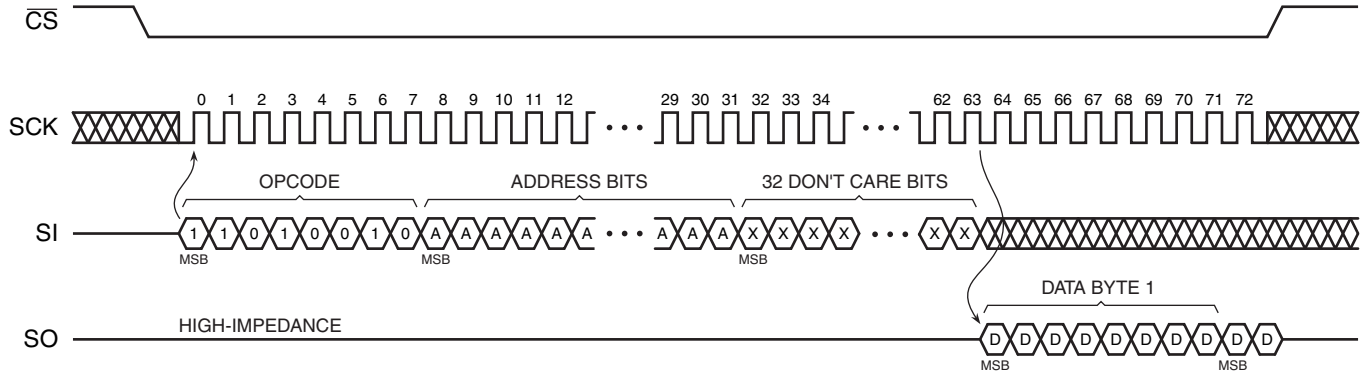 CS
0 1 2 3 4 5 6 7 8 9 10 11 12 29 30 31 32 33 34 62 63 64 65 66 67 68 69 70 71 72
SCK
OPCODE ADDRESS BITS 32 DON'T CARE BITS
SI 1 1 0 1 0 0 1 0 A A A A A A A A A X X X X X X
MSB MSB MSB
DATA BYTE 1
HIGH-IMPEDANCE
SO D D D D D D D D D D
MSB MSB